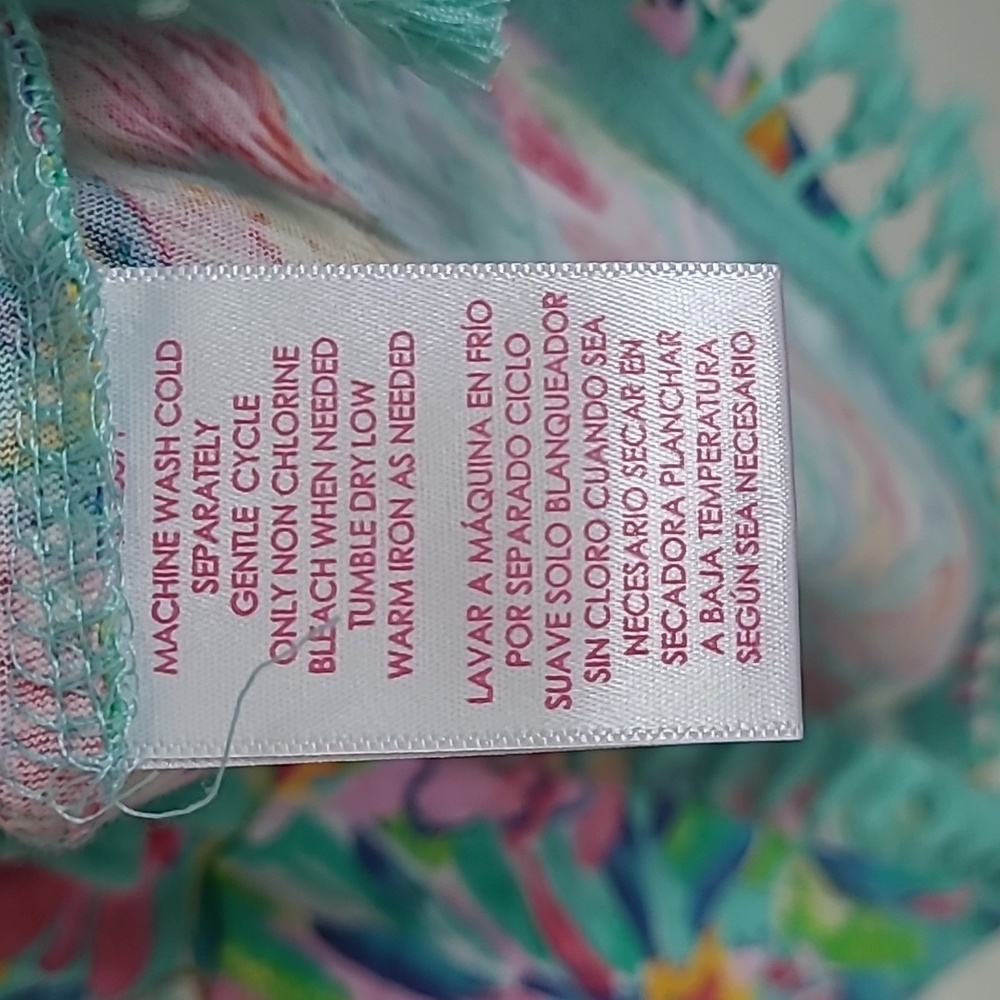 MACHINE WASH COLD
SEPARATELY
GENTLE CYCLE
ONLY NON CHLORINE
BLEACH WHEN NEEDED
TUMBLE DRY LOW
WARM IRON AS NEEDED
LAVAR A MÁQUINA EN FRÍO
POR SEPARADO CICLO
SUAVE SOLO BLANQUEADOR
SIN CLORO CUANDO SEA
NECESARIO SECAR EN
SECADORA PLANCHAR
A BAJA TEMPERATURA
SEGÚN SEA NECESARIO